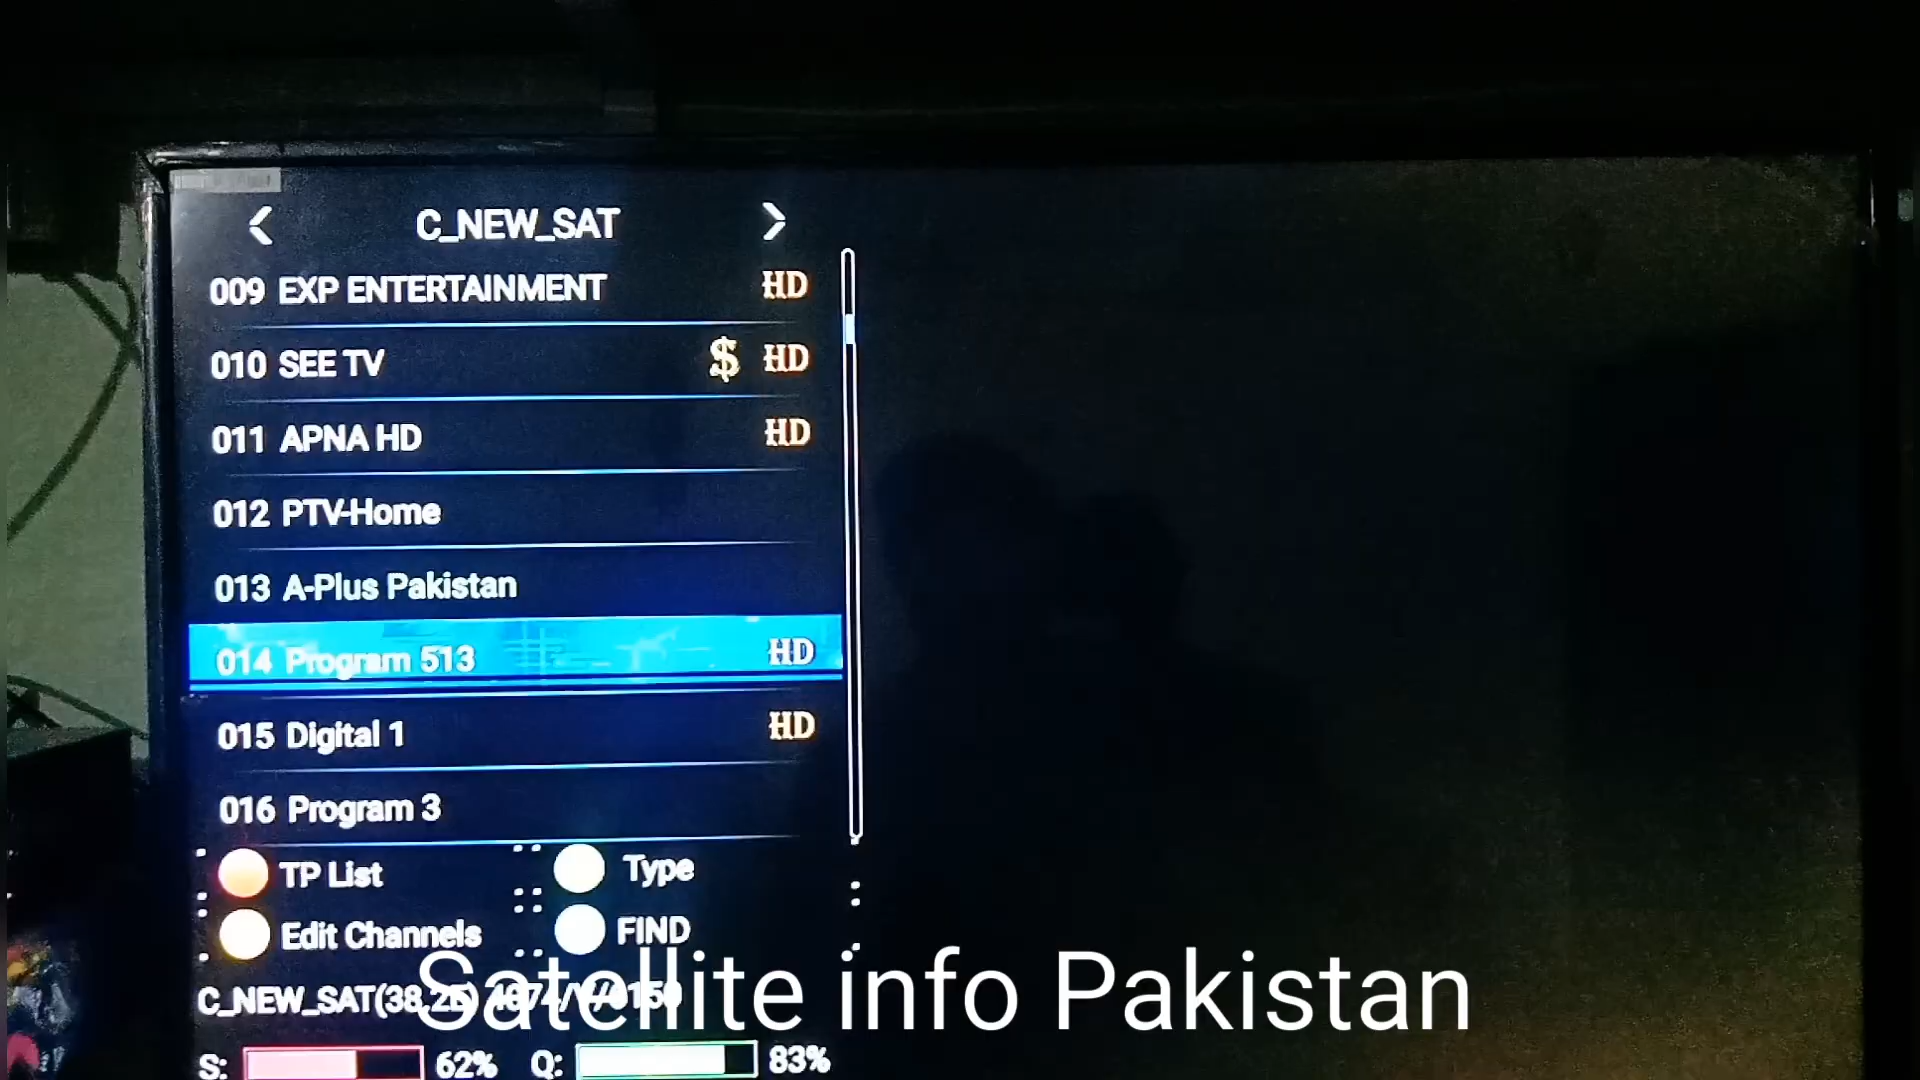 C_NEW_SAT
009 EXP ENTERTAINMENT HD
010 SEE TV $ HD
011 APNA HD HD
012 PTV-Home
013 A-Plus Pakistan
014 Program 513 HD
015 Digital 1 HD
016 Program 3
TP List Type
Edit Channels FIND
Satellite info Pakistan
S: 62% Q: 83%